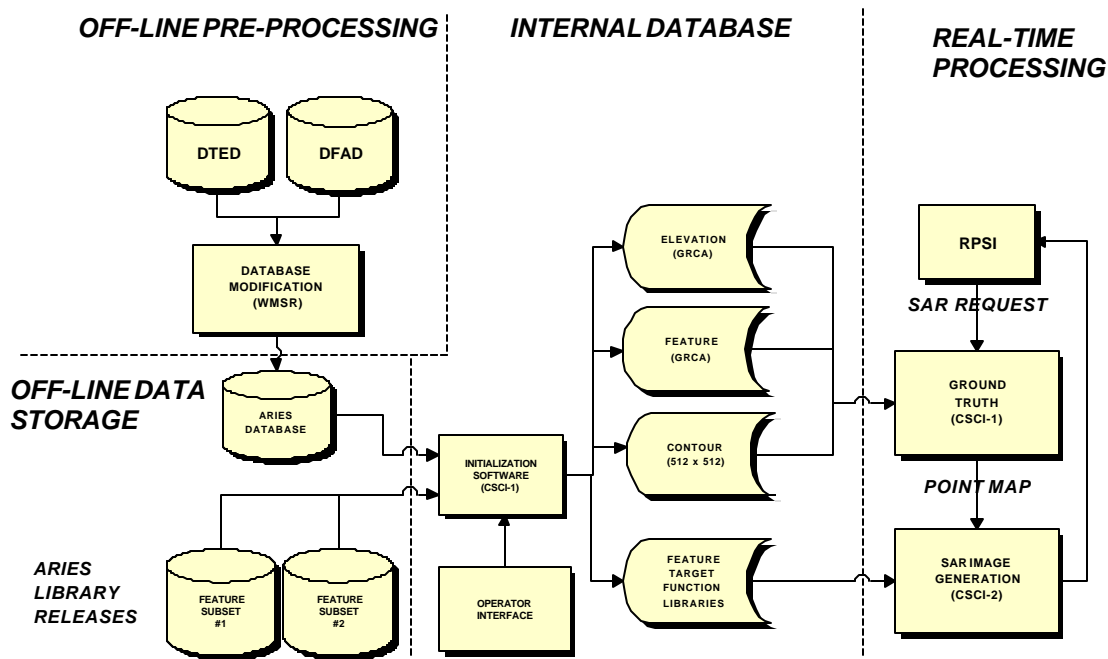 OFF-LINE PRE-PROCESSING
INTERNAL DATABASE
REAL-TIME
PROCESSING
DTED
DFAD
DATABASE
MODIFICATION
(WMSR)
OFF-LINE DATA
STORAGE
ARIES
DATABASE
ARIES
LIBRARY
RELEASES
FEATURE
SUBSET
#1
FEATURE
SUBSET
#2
INITIALIZATION
SOFTWARE
(CSCI-1)
OPERATOR
INTERFACE
ELEVATION
(GRCA)
FEATURE
(GRCA)
CONTOUR
(512 x 512)
FEATURE
TARGET
FUNCTION
LIBRARIES
RPSI
SAR REQUEST
GROUND
TRUTH
(CSCI-1)
POINT MAP
SAR IMAGE
GENERATION
(CSCI-2)